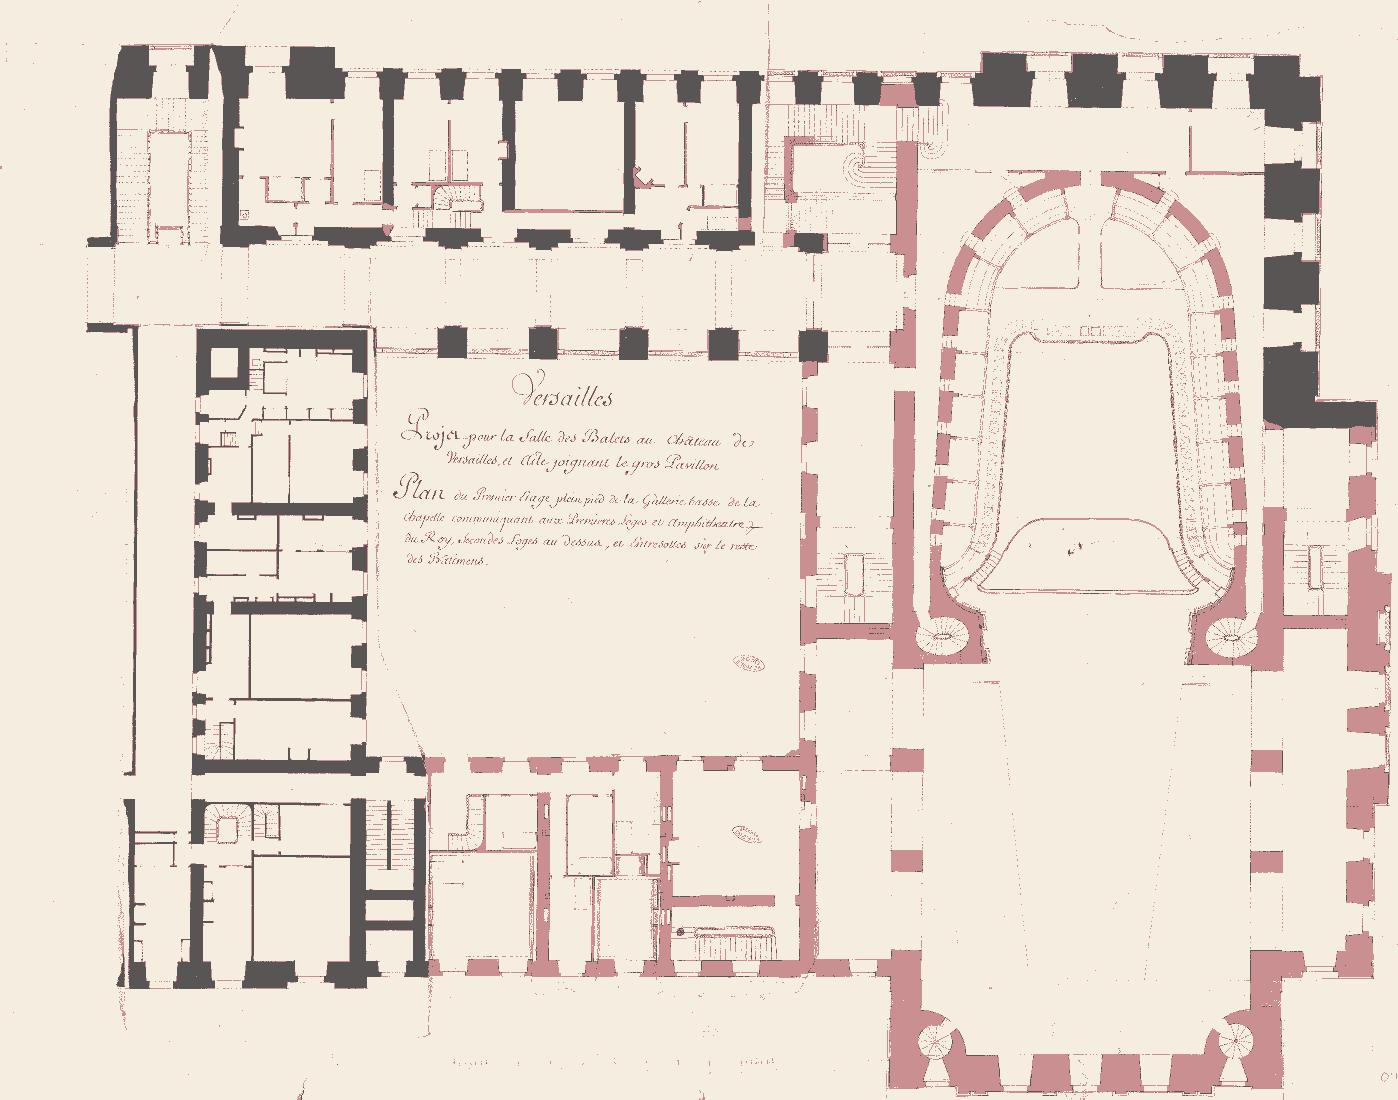 Versailles
Projet pour la Salle des Balets au Château de
Versailles, et Aile joignant le gros Pavillon
Plan du Premier Etage plein pied de la Gallerie basse de la
Chapelle communiquant aux Premieres Loges et Amphitheatre
du Roy, secondes Loges au Dessus, et Entresolles sur le reste
des Bâtimens.